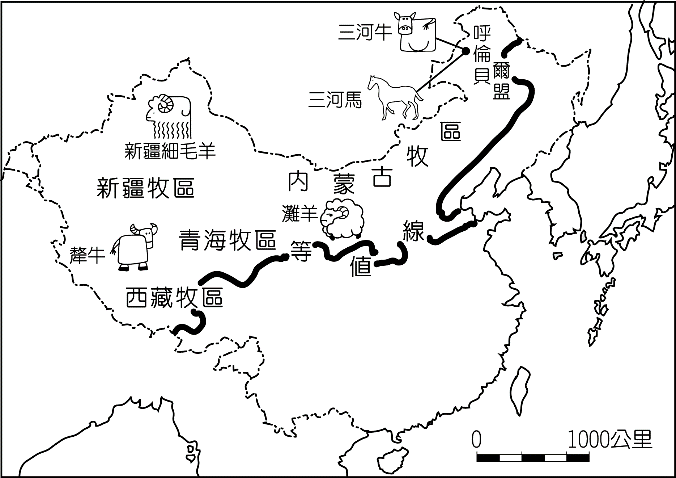 三河牛
呼倫貝
爾盟
三河馬
區
牧
古
蒙
內
新疆細毛羊
新疆牧區
灘羊
犛牛
青海牧區
等
值
線
西藏牧區
0
1000公里